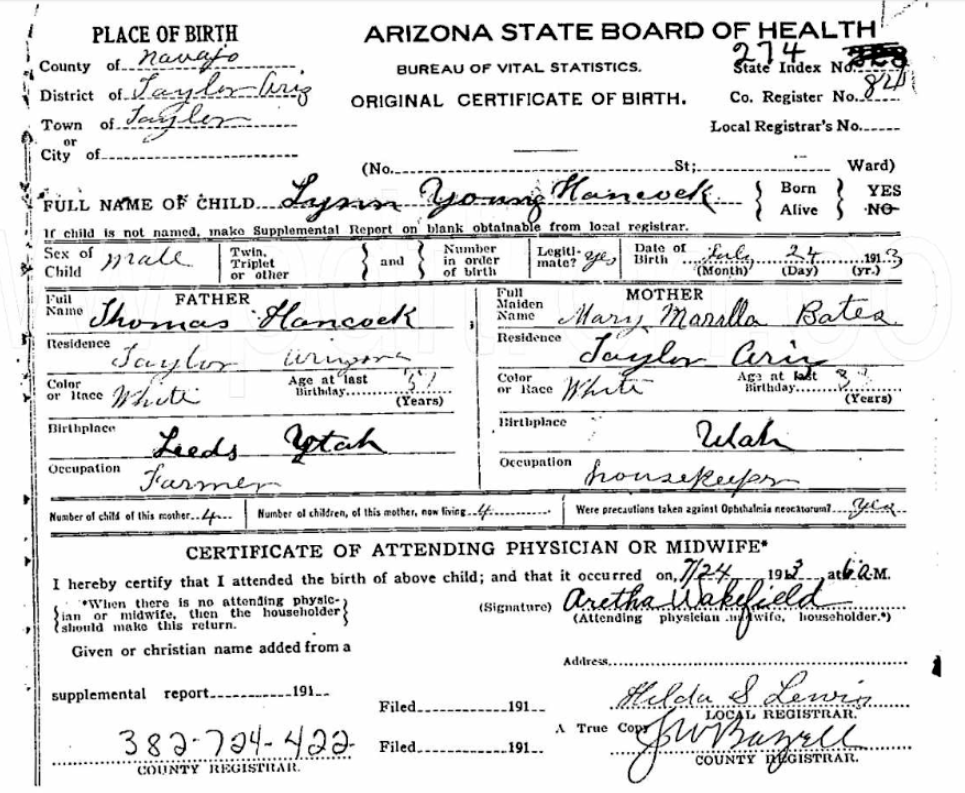 PLACE OF BIRTH
County of Navajo
District of Taylor Ariz
Town of Taylor
or
City of
ARIZONA STATE BOARD OF HEALTH
BUREAU OF VITAL STATISTICS.
ORIGINAL CERTIFICATE OF BIRTH.
274
State Index No.
Co. Register No. 84
Local Registrar's No.
(No. St; Ward)
FULL NAME OF CHILD Lynn Young Hancock Born Alive YES NO
If child is not named, make Supplemental Report on blank obtainable from local registrar.
Sex of Child Male Twin, Triplet or other and Number in order of birth Legitimate? yes Date of Birth July 24 1913
(Month) (Day) (yr.)
FATHER
Full Name Thomas Hancock
Residence
Taylor Arizona
Color or Race White Age at last Birthday 37 (Years)
Birthplace
Leeds Ytah
Occupation
Farmer
MOTHER
Full Maiden Name Mary Bates
Residence
Taylor Ariz
Color or Race White Age at last Birthday (Years)
Birthplace
Utah
Occupation
housekeeper
Number of child of this mother 4 Number of children, of this mother, now living 4 Were precautions taken against Ophthalmia neocatorum? yes
CERTIFICATE OF ATTENDING PHYSICIAN OR MIDWIFE*
I hereby certify that I attended the birth of above child; and that it occurred on, 7/24 1913, at 6 A.M.
*When there is no attending physician or midwife, then the householder should make this return.
(Signature) Aretha Wakefield
(Attending physician midwife, householder.*)
Given or christian name added from a
supplemental report 191
Address
Filed 191
Hilda S Lewis
LOCAL REGISTRAR.
A True Copy
382-724-422
COUNTY REGISTRAR.
Filed 191
COUNTY REGISTRAR.